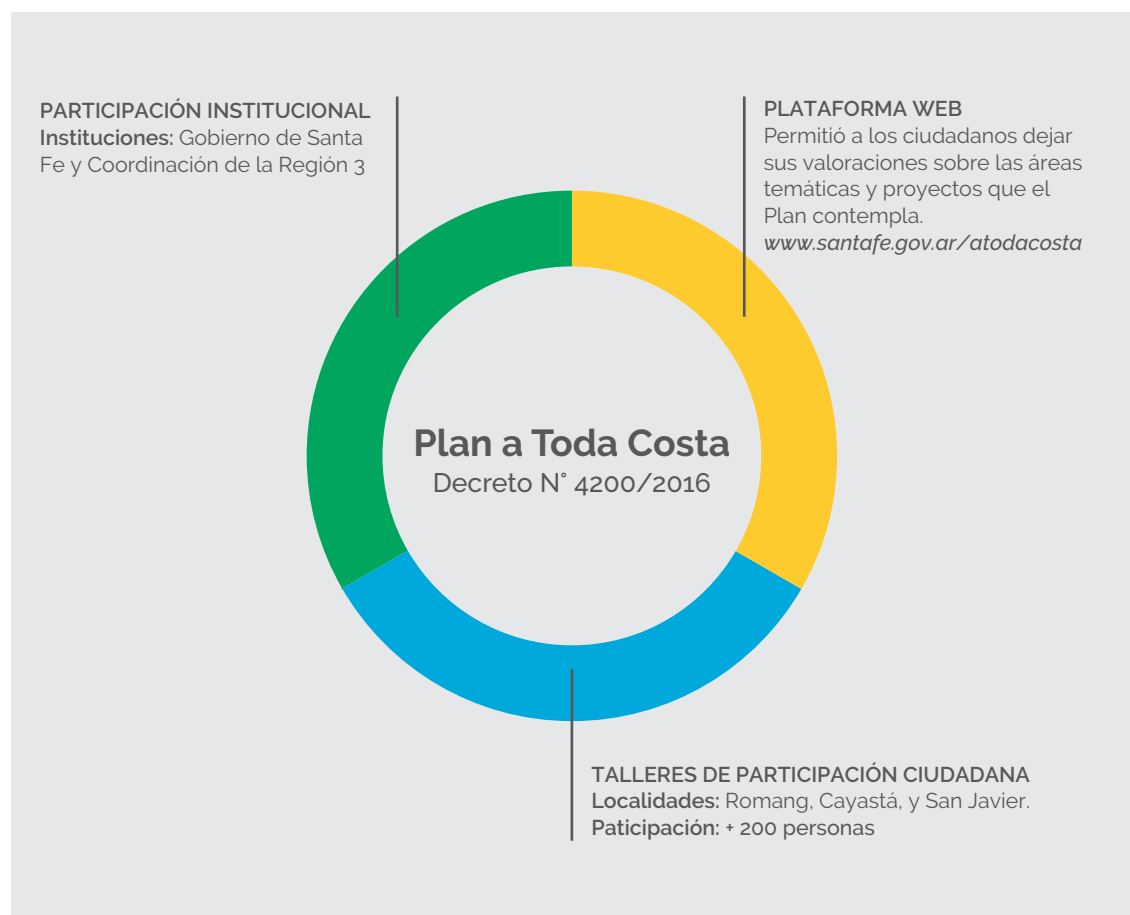 PARTICIPACIÓN INSTITUCIONAL
Instituciones: Gobierno de Santa
Fe y Coordinación de la Región 3
PLATAFORMA WEB
Permitió a los ciudadanos dejar
sus valoraciones sobre las áreas
temáticas y proyectos que el
Plan contempla.
www.santafe.gov.ar/atodacosta
Plan a Toda Costa
Decreto N° 4200/2016
TALLERES DE PARTICIPACIÓN CIUDADANA
Localidades: Romang, Cayastá, y San Javier.
Paticipación: + 200 personas